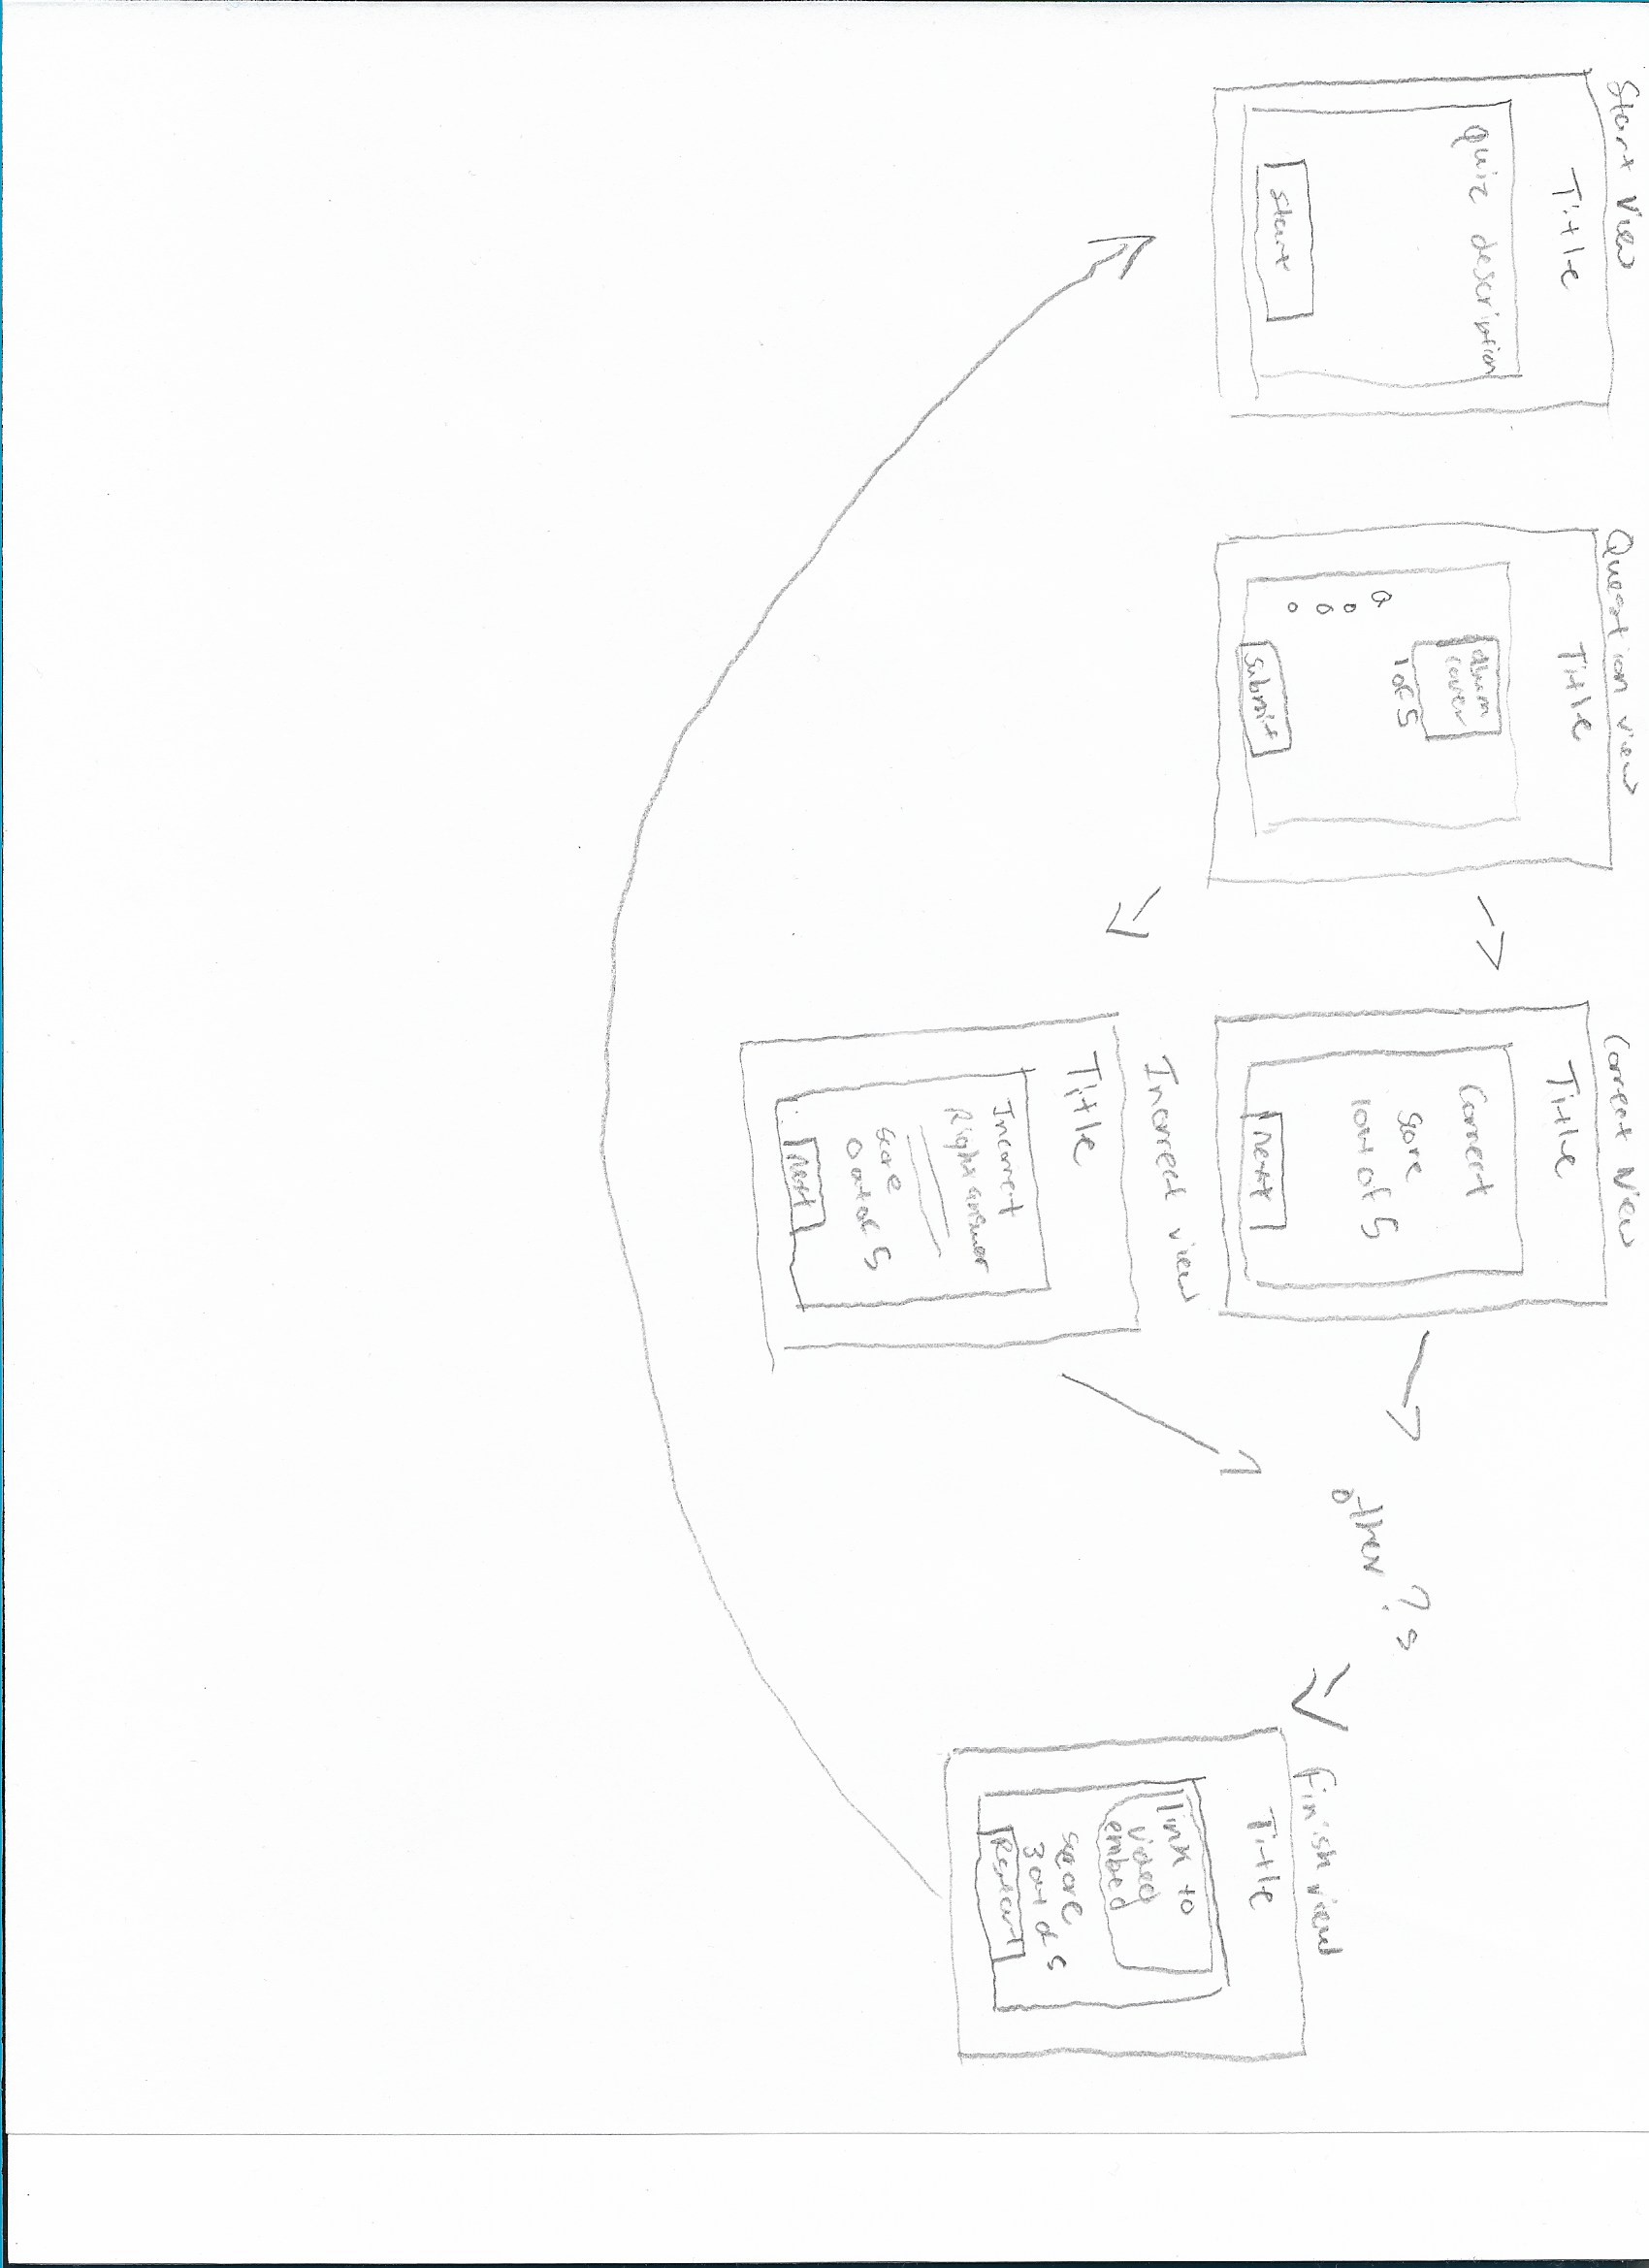 Start View
Title
quiz description
start
Question view
Title
album
cover
1 of 5
Q
submit
Correct View
Title
Correct
score
1 out of 5
next
Incorrect view
Title
Incorrect
Right answer
score
0 out of 5
next
other ?s
Finish view
Title
link to
video
embed
score
3 out of 5
Restart